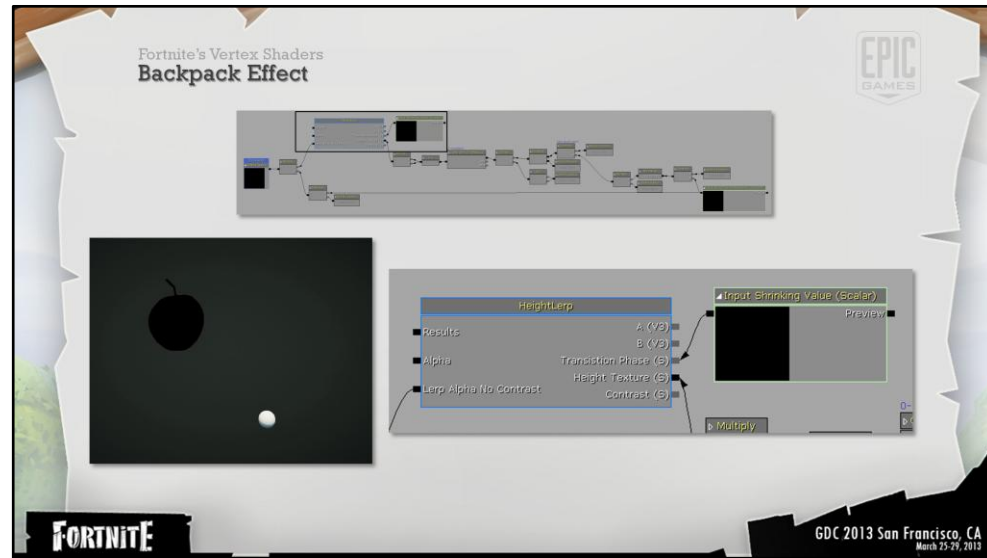 Fortnite's Vertex Shaders
Backpack Effect
EPIC
GAMES
HeightLerp
Results
Alpha
Lerp Alpha No Contrast
A (V3)
B (V3)
Transistion Phase (S)
Height Texture (S)
Contrast (S)
Input Shrinking Value (Scalar)
Preview
Multiply
0-
FORTNITE
GDC 2013 San Francisco, CA
March 25-29, 2013